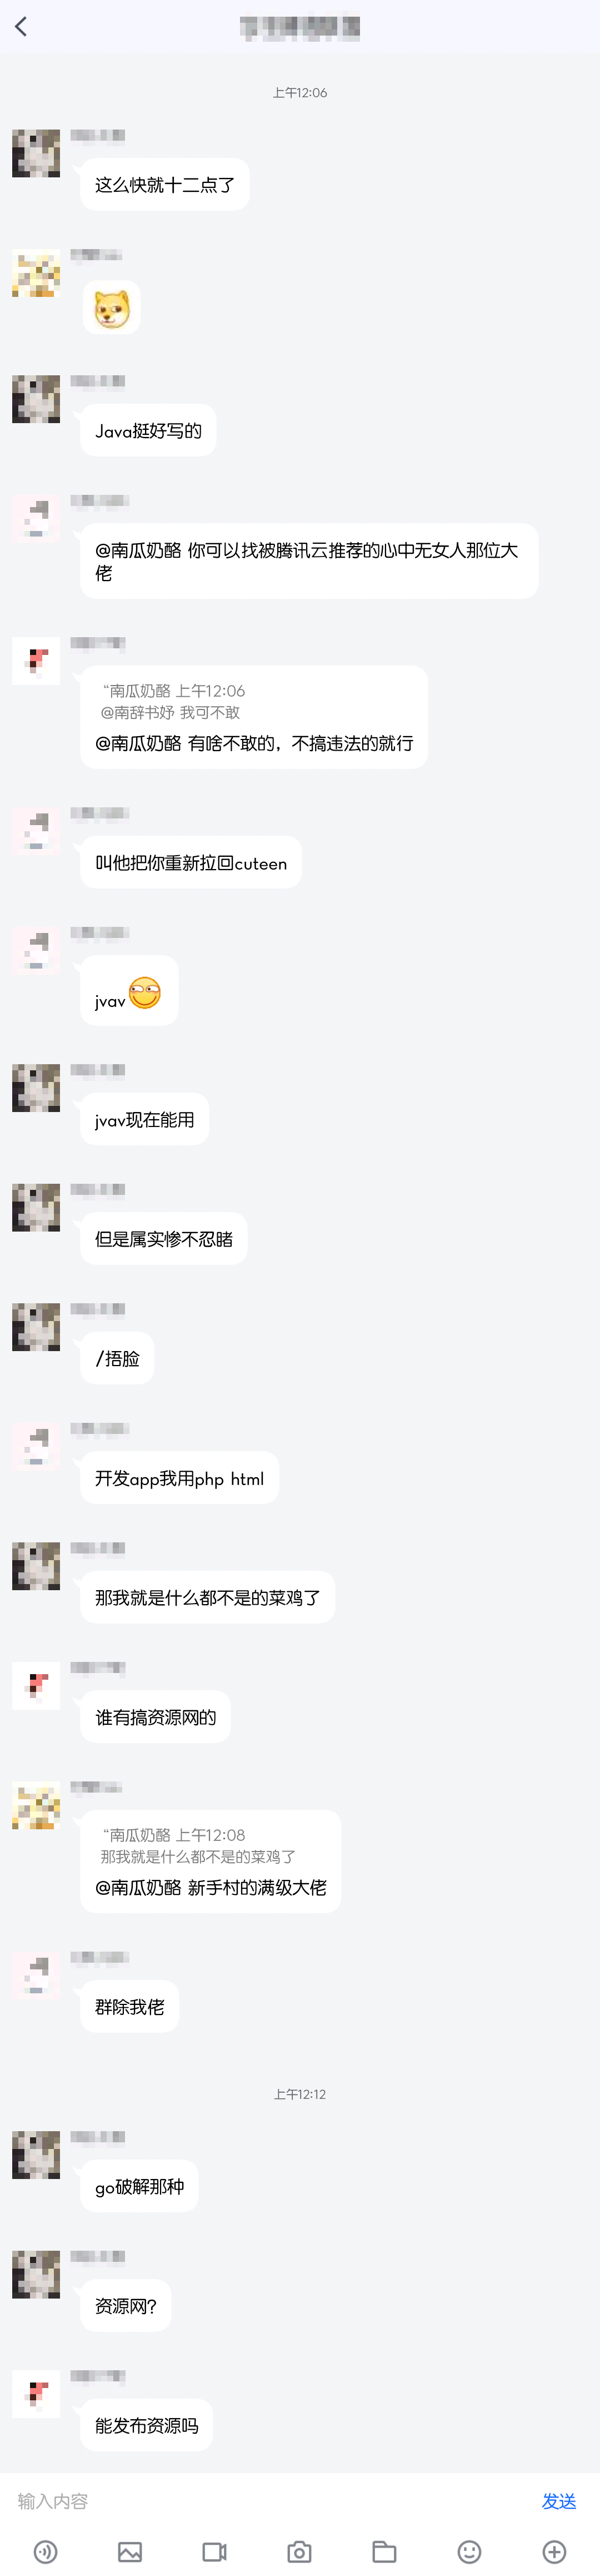 上午12:06
这么快就十二点了
Java挺好写的
@南瓜奶酪 你可以找被腾讯云推荐的心中无女人那位大
佬
“南瓜奶酪 上午12:06
@南辞书妤 我可不敢
@南瓜奶酪 有啥不敢的，不搞违法的就行
叫他把你重新拉回cuteen
jvav
jvav现在能用
但是属实惨不忍睹
/捂脸
开发app我用php html
那我就是什么都不是的菜鸡了
谁有搞资源网的
“南瓜奶酪 上午12:08
那我就是什么都不是的菜鸡了
@南瓜奶酪 新手村的满级大佬
群除我佬
上午12:12
go破解那种
资源网?
能发布资源吗
输入内容
发送